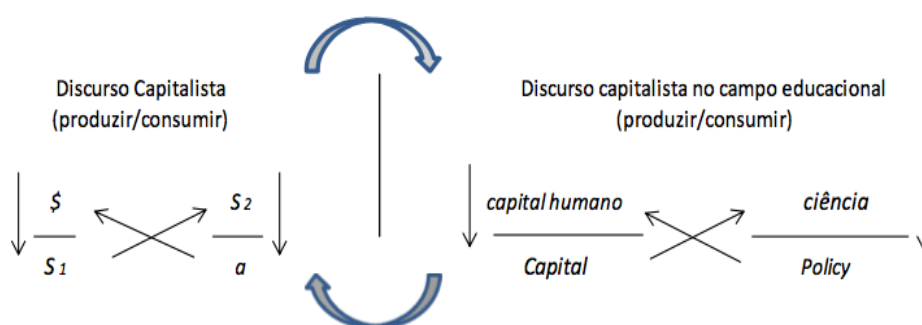 Discurso Capitalista
(produzir/consumir)
$ S2
S1 a
Discurso capitalista no campo educacional
(produzir/consumir)
capital humano ciência
Capital Policy